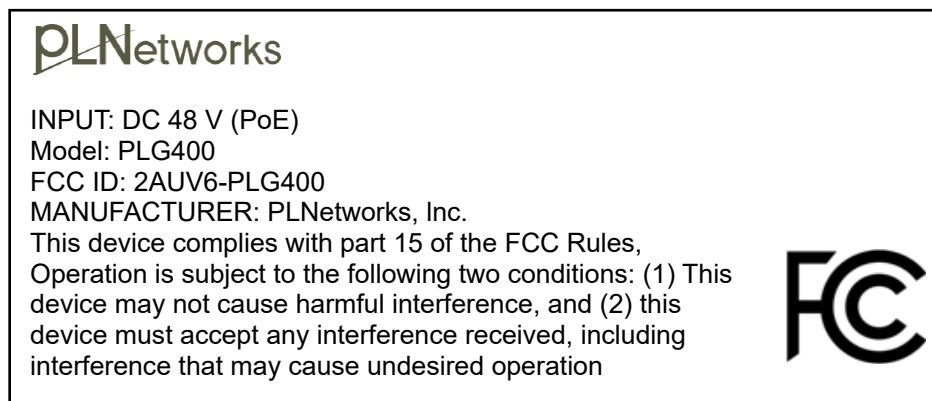 PLNetworks
INPUT: DC 48 V (PoE)
Model: PLG400
FCC ID: 2AUV6-PLG400
MANUFACTURER: PLNetworks, Inc.
This device complies with part 15 of the FCC Rules,
Operation is subject to the following two conditions: (1) This
device may not cause harmful interference, and (2) this
device must accept any interference received, including
interference that may cause undesired operation
FC